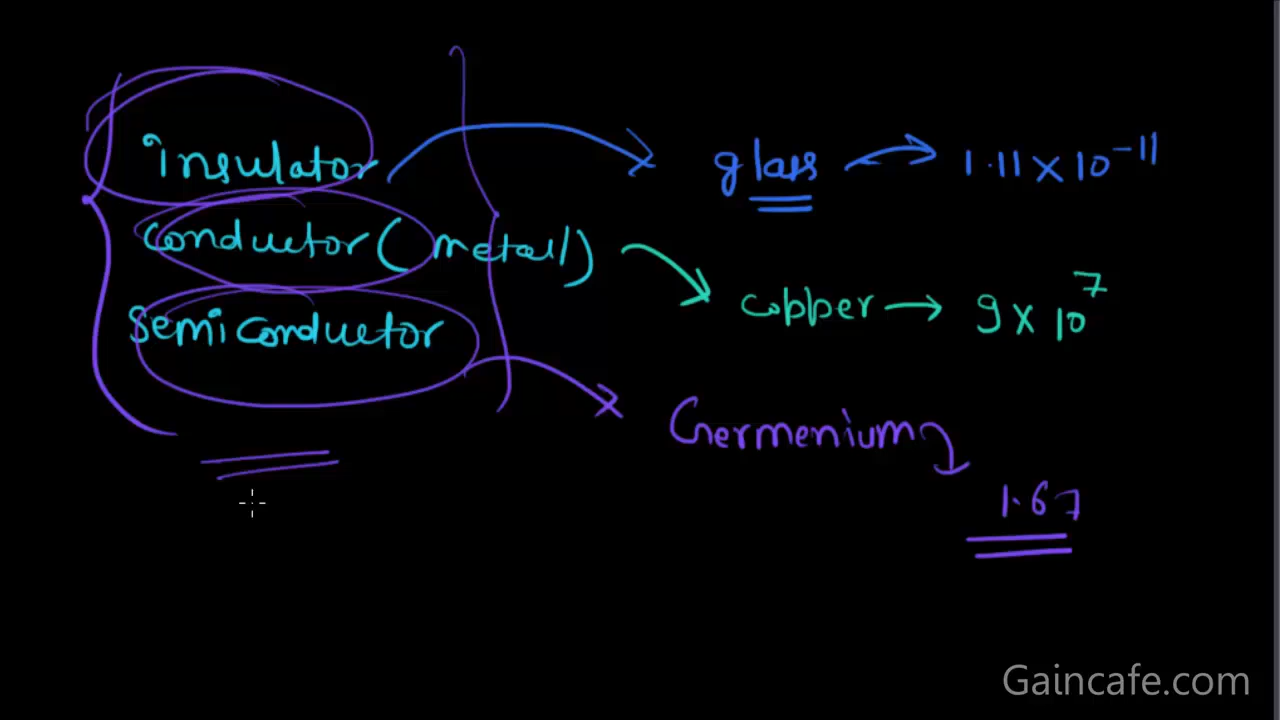 insulator → glass → 1.11 x 10⁻¹¹
conductor (metal) → copper → 9 x 10⁷
semiconductor → Germenium → 1.67
Gaincafe.com